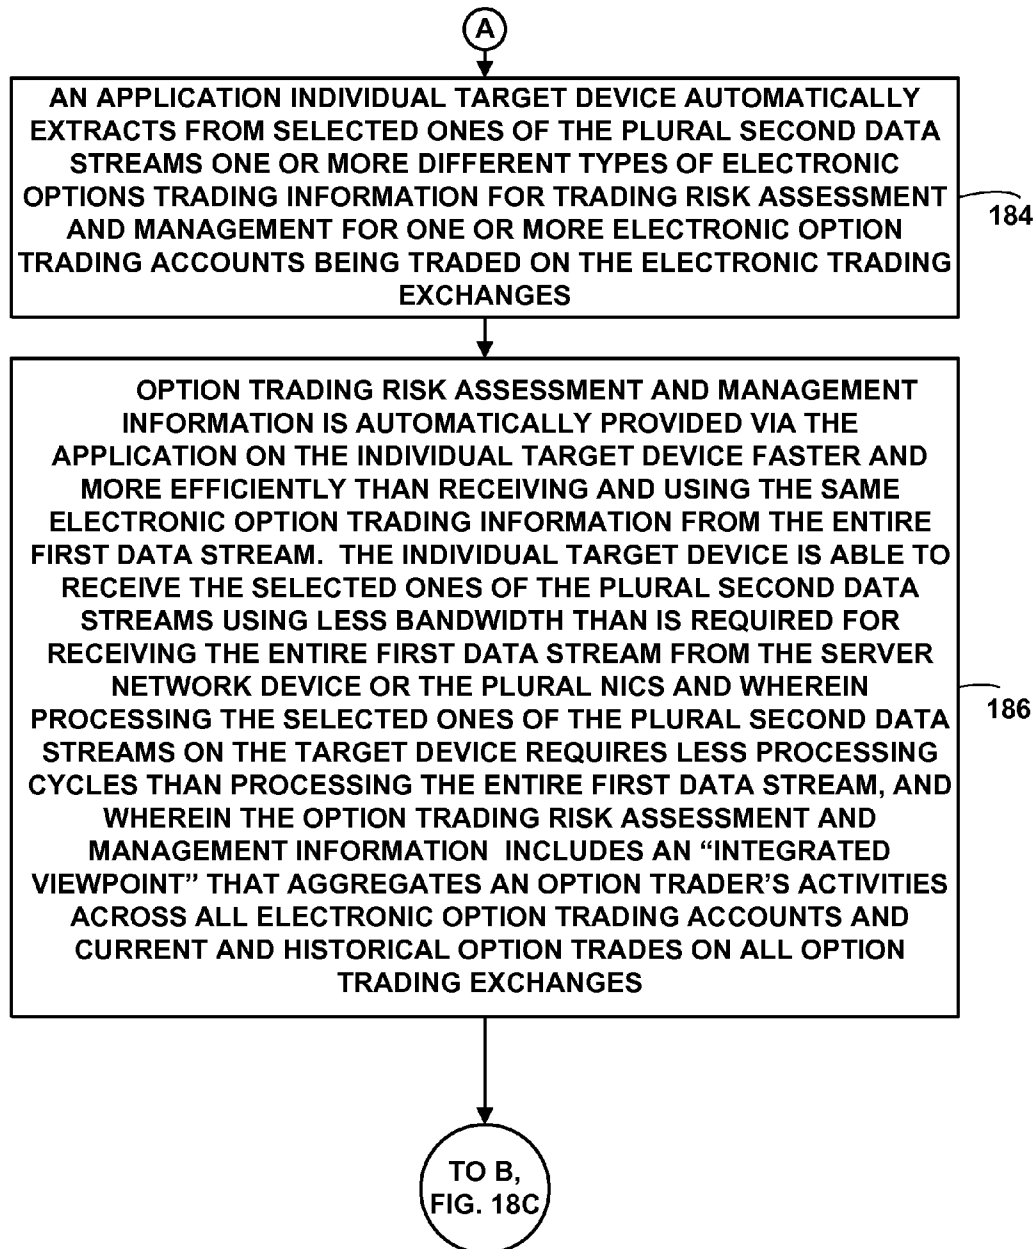 A
AN APPLICATION INDIVIDUAL TARGET DEVICE AUTOMATICALLY
EXTRACTS FROM SELECTED ONES OF THE PLURAL SECOND DATA
STREAMS ONE OR MORE DIFFERENT TYPES OF ELECTRONIC
OPTIONS TRADING INFORMATION FOR TRADING RISK ASSESSMENT
AND MANAGEMENT FOR ONE OR MORE ELECTRONIC OPTION
TRADING ACCOUNTS BEING TRADED ON THE ELECTRONIC TRADING
EXCHANGES
184
OPTION TRADING RISK ASSESSMENT AND MANAGEMENT
INFORMATION IS AUTOMATICALLY PROVIDED VIA THE
APPLICATION ON THE INDIVIDUAL TARGET DEVICE FASTER AND
MORE EFFICIENTLY THAN RECEIVING AND USING THE SAME
ELECTRONIC OPTION TRADING INFORMATION FROM THE ENTIRE
FIRST DATA STREAM. THE INDIVIDUAL TARGET DEVICE IS ABLE TO
RECEIVE THE SELECTED ONES OF THE PLURAL SECOND DATA
STREAMS USING LESS BANDWIDTH THAN IS REQUIRED FOR
RECEIVING THE ENTIRE FIRST DATA STREAM FROM THE SERVER
NETWORK DEVICE OR THE PLURAL NICS AND WHEREIN
PROCESSING THE SELECTED ONES OF THE PLURAL SECOND DATA
STREAMS ON THE TARGET DEVICE REQUIRES LESS PROCESSING
CYCLES THAN PROCESSING THE ENTIRE FIRST DATA STREAM, AND
WHEREIN THE OPTION TRADING RISK ASSESSMENT AND
MANAGEMENT INFORMATION INCLUDES AN “INTEGRATED
VIEWPOINT” THAT AGGREGATES AN OPTION TRADER’S ACTIVITIES
ACROSS ALL ELECTRONIC OPTION TRADING ACCOUNTS AND
CURRENT AND HISTORICAL OPTION TRADES ON ALL OPTION
TRADING EXCHANGES
186
TO B,
FIG. 18C